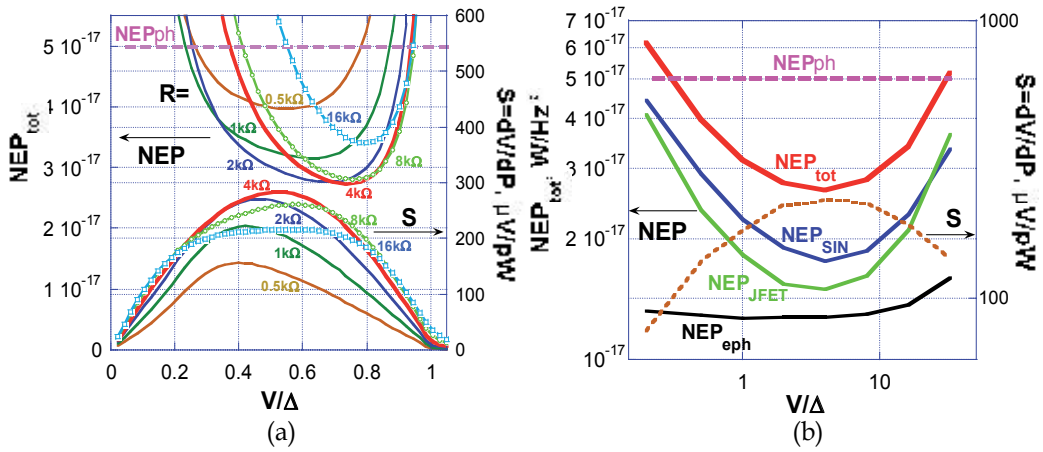 NEPtot
5 10-17
1 10-17
3 10-17
2 10-17
1 10-17
0
NEPph
R=
0.5kΩ
1kΩ
2kΩ
4kΩ
16kΩ
8kΩ
NEP
4kΩ
2kΩ
1kΩ
0.5kΩ
8kΩ
16kΩ
S
600
500
400
300
200
100
0
S=dV/dP, μV/pW
0 0.2 0.4 0.6 0.8 1
V/Δ
(a)
NEPtot, W/Hz
7 10-17
6 10-17
5 10-17
4 10-17
3 10-17
2 10-17
10-17
NEPph
NEPtot
NEP
NEPSIN
NEPJFET
NEPeph
S
1000
100
S=dV/dP, μV/pW
1 10
V/Δ
(b)